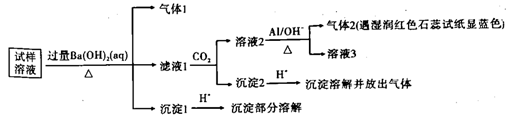 试样溶液
过量Ba(OH)₂(aq)
△
气体1
滤液1
CO₂
溶液2
Al/OH⁻
△
气体2(遇湿润红色石蕊试纸显蓝色)
溶液3
沉淀2
H⁺
沉淀溶解并放出气体
沉淀1
H⁺
沉淀部分溶解